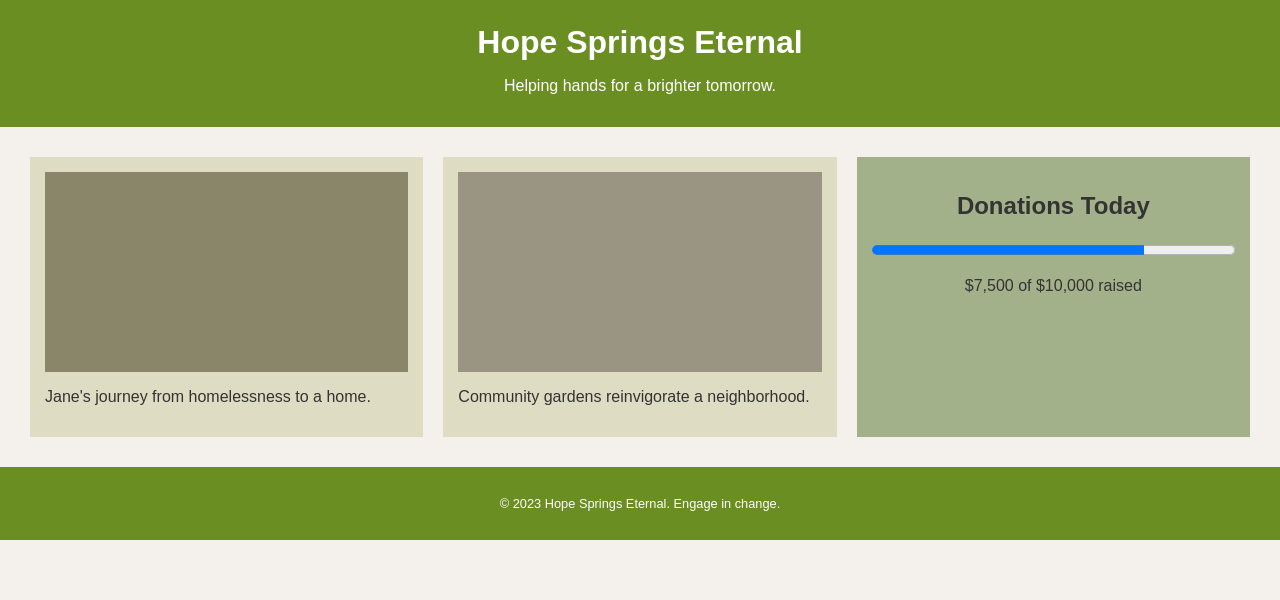 Hope Springs Eternal
Helping hands for a brighter tomorrow.
Jane's journey from homelessness to a home.
Community gardens reinvigorate a neighborhood.
Donations Today
$7,500 of $10,000 raised
© 2023 Hope Springs Eternal. Engage in change.